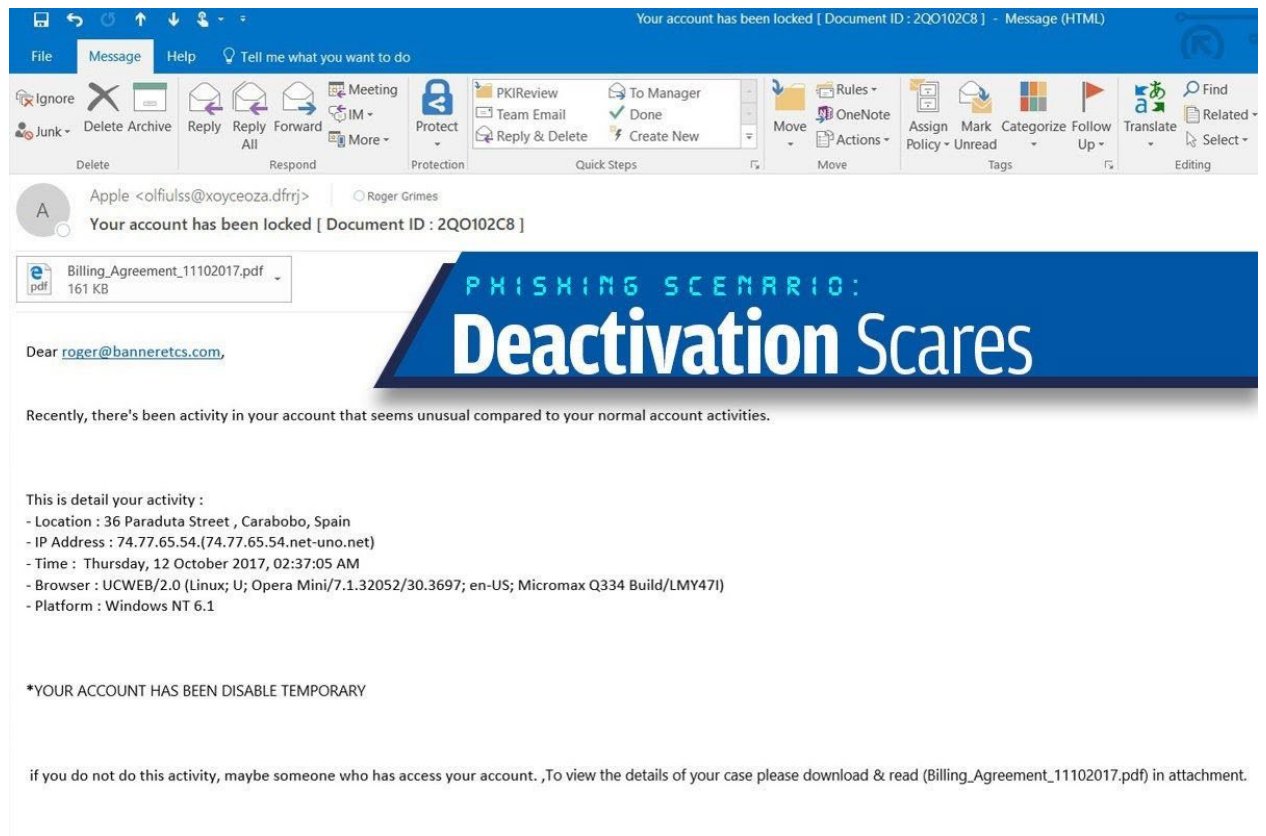 Your account has been locked [ Document ID : 2QO102C8 ] - Message (HTML)
File Message Help Tell me what you want to do
Ignore
Junk
Delete Archive
Reply Reply All Forward
Meeting
IM
More
Protect
PKIReview To Manager
Team Email Done
Reply & Delete Create New
Move
Rules
OneNote
Actions
Assign Policy Mark Unread Categorize Follow Up
Translate
Find
Related
Select
Delete Respond Protection Quick Steps Move Tags Editing
A
Apple <olfiulss@xoyceoza.dfrrj> Roger Grimes
Your account has been locked [ Document ID : 2QO102C8 ]
pdf
Billing_Agreement_11102017.pdf
161 KB
PHISHING SCENARIO:
Deactivation Scares
Dear roger@banneretcs.com,
Recently, there's been activity in your account that seems unusual compared to your normal account activities.
This is detail your activity :
- Location : 36 Paraduta Street , Carabobo, Spain
- IP Address : 74.77.65.54.(74.77.65.54.net-uno.net)
- Time :  Thursday, 12 October 2017, 02:37:05 AM
- Browser : UCWEB/2.0 (Linux; U; Opera Mini/7.1.32052/30.3697; en-US; Micromax Q334 Build/LMY47I)
- Platform : Windows NT 6.1
*YOUR ACCOUNT HAS BEEN DISABLE TEMPORARY
if you do not do this activity, maybe someone who has access your account. ,To view the details of your case please download & read (Billing_Agreement_11102017.pdf) in attachment.